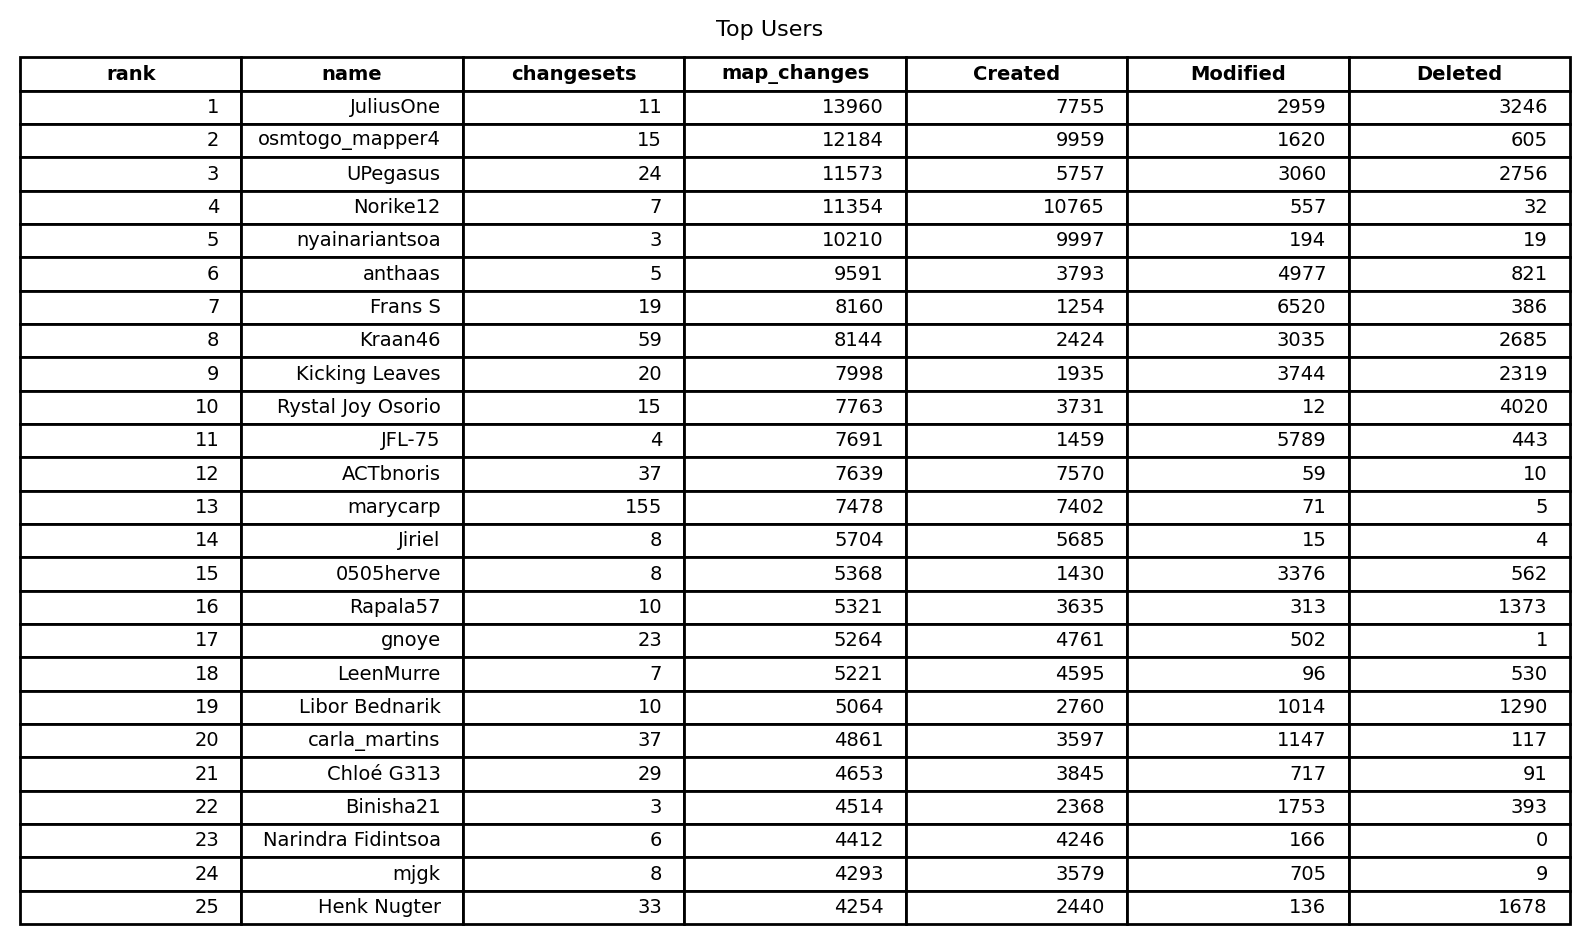 Top Users
rank name changesets map_changes Created Modified Deleted
1 JuliusOne 11 13960 7755 2959 3246
2 osmtogo_mapper4 15 12184 9959 1620 605
3 UPegasus 24 11573 5757 3060 2756
4 Norike12 7 11354 10765 557 32
5 nyainariantsoa 3 10210 9997 194 19
6 anthaas 5 9591 3793 4977 821
7 Frans S 19 8160 1254 6520 386
8 Kraan46 59 8144 2424 3035 2685
9 Kicking Leaves 20 7998 1935 3744 2319
10 Rystal Joy Osorio 15 7763 3731 12 4020
11 JFL-75 4 7691 1459 5789 443
12 ACTbnoris 37 7639 7570 59 10
13 marycarp 155 7478 7402 71 5
14 Jiriel 8 5704 5685 15 4
15 0505herve 8 5368 1430 3376 562
16 Rapala57 10 5321 3635 313 1373
17 gnoye 23 5264 4761 502 1
18 LeenMurre 7 5221 4595 96 530
19 Libor Bednarik 10 5064 2760 1014 1290
20 carla_martins 37 4861 3597 1147 117
21 Chloé G313 29 4653 3845 717 91
22 Binisha21 3 4514 2368 1753 393
23 Narindra Fidintsoa 6 4412 4246 166 0
24 mjgk 8 4293 3579 705 9
25 Henk Nugter 33 4254 2440 136 1678